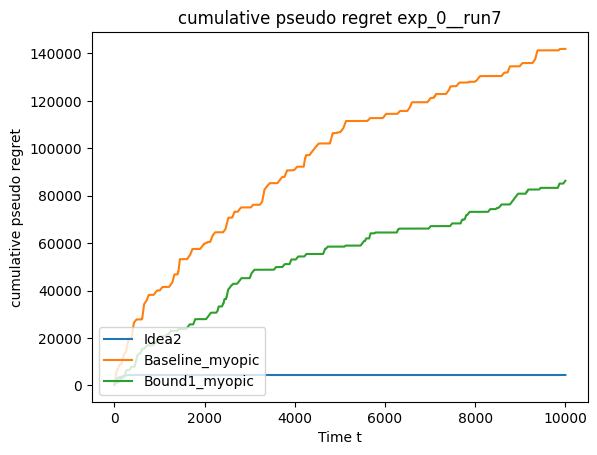 cumulative pseudo regret exp_0__run7
cumulative pseudo regret
140000
120000
100000
80000
60000
40000
20000
0
Idea2
Baseline_myopic
Bound1_myopic
0
2000
4000
6000
8000
10000
Time t